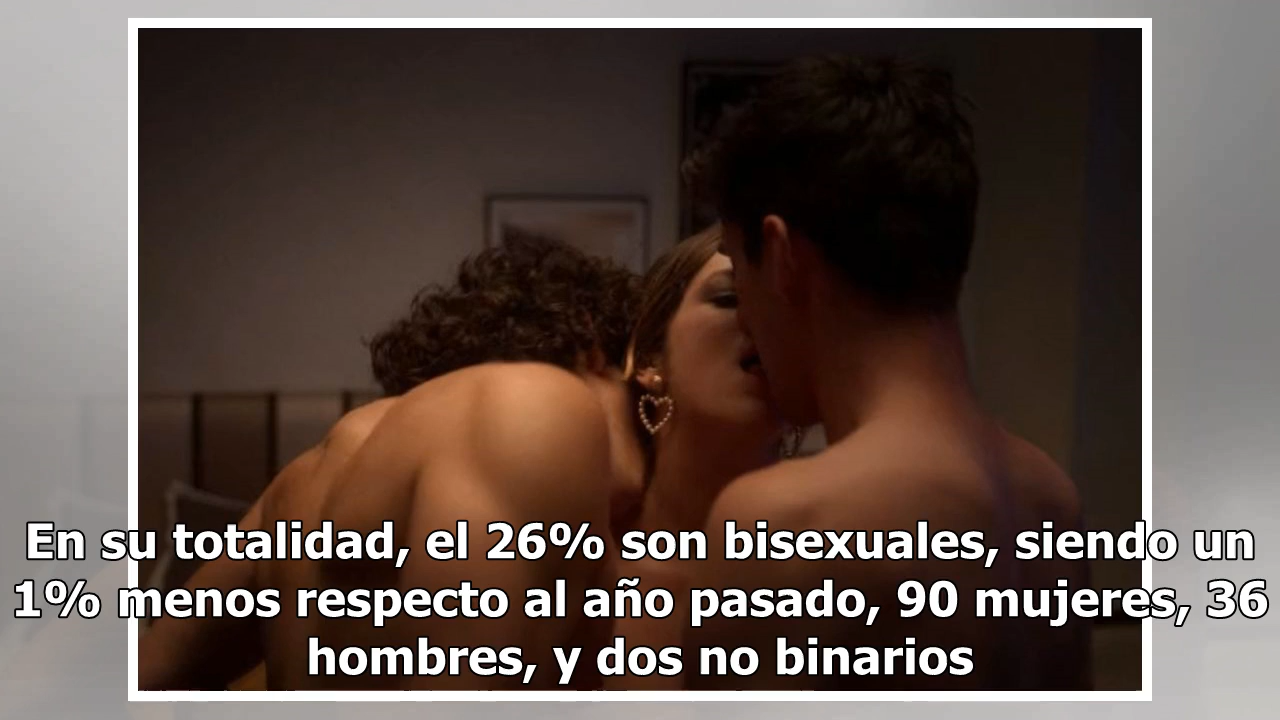 En su totalidad, el 26% son bisexuales, siendo un
1% menos respecto al año pasado, 90 mujeres, 36
hombres, y dos no binarios